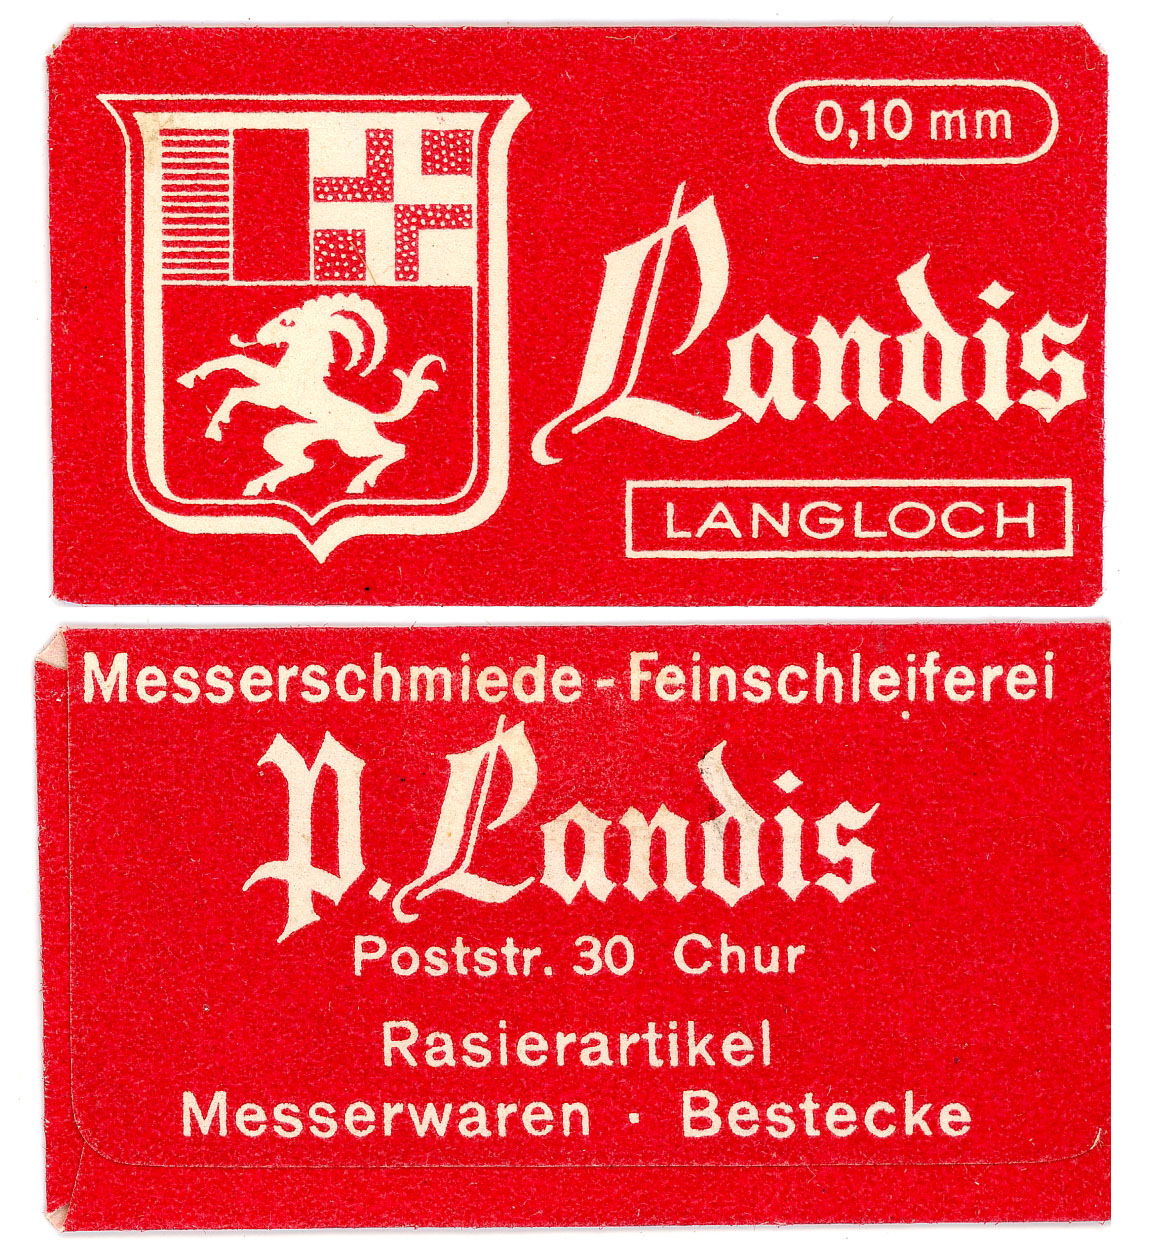 0,10 mm
Landis
LANGLOCH
Messerschmiede-Feinschleiferei
P. Landis
Poststr. 30 Chur
Rasierartikel
Messerwaren · Bestecke